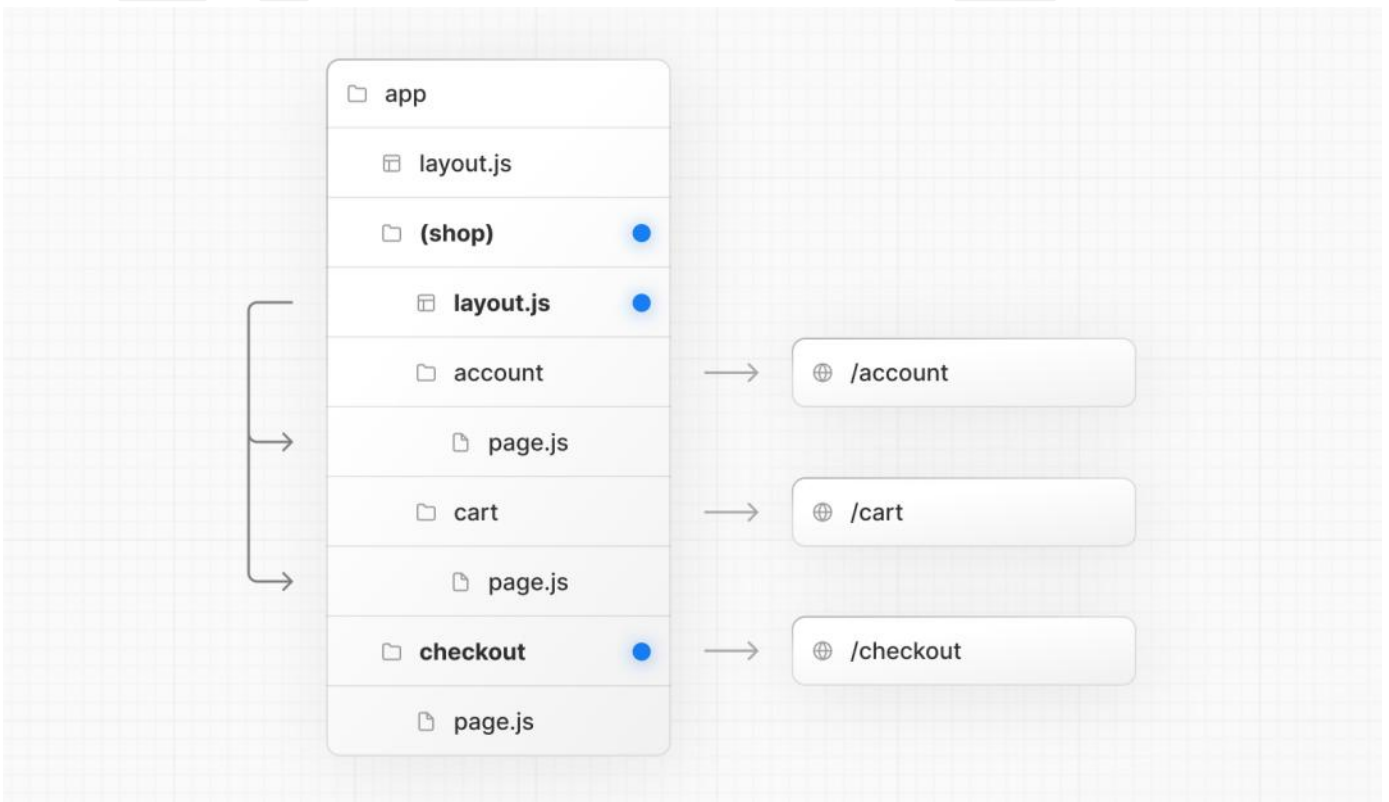 app
layout.js
(shop)
layout.js
account
/account
page.js
cart
/cart
page.js
checkout
/checkout
page.js